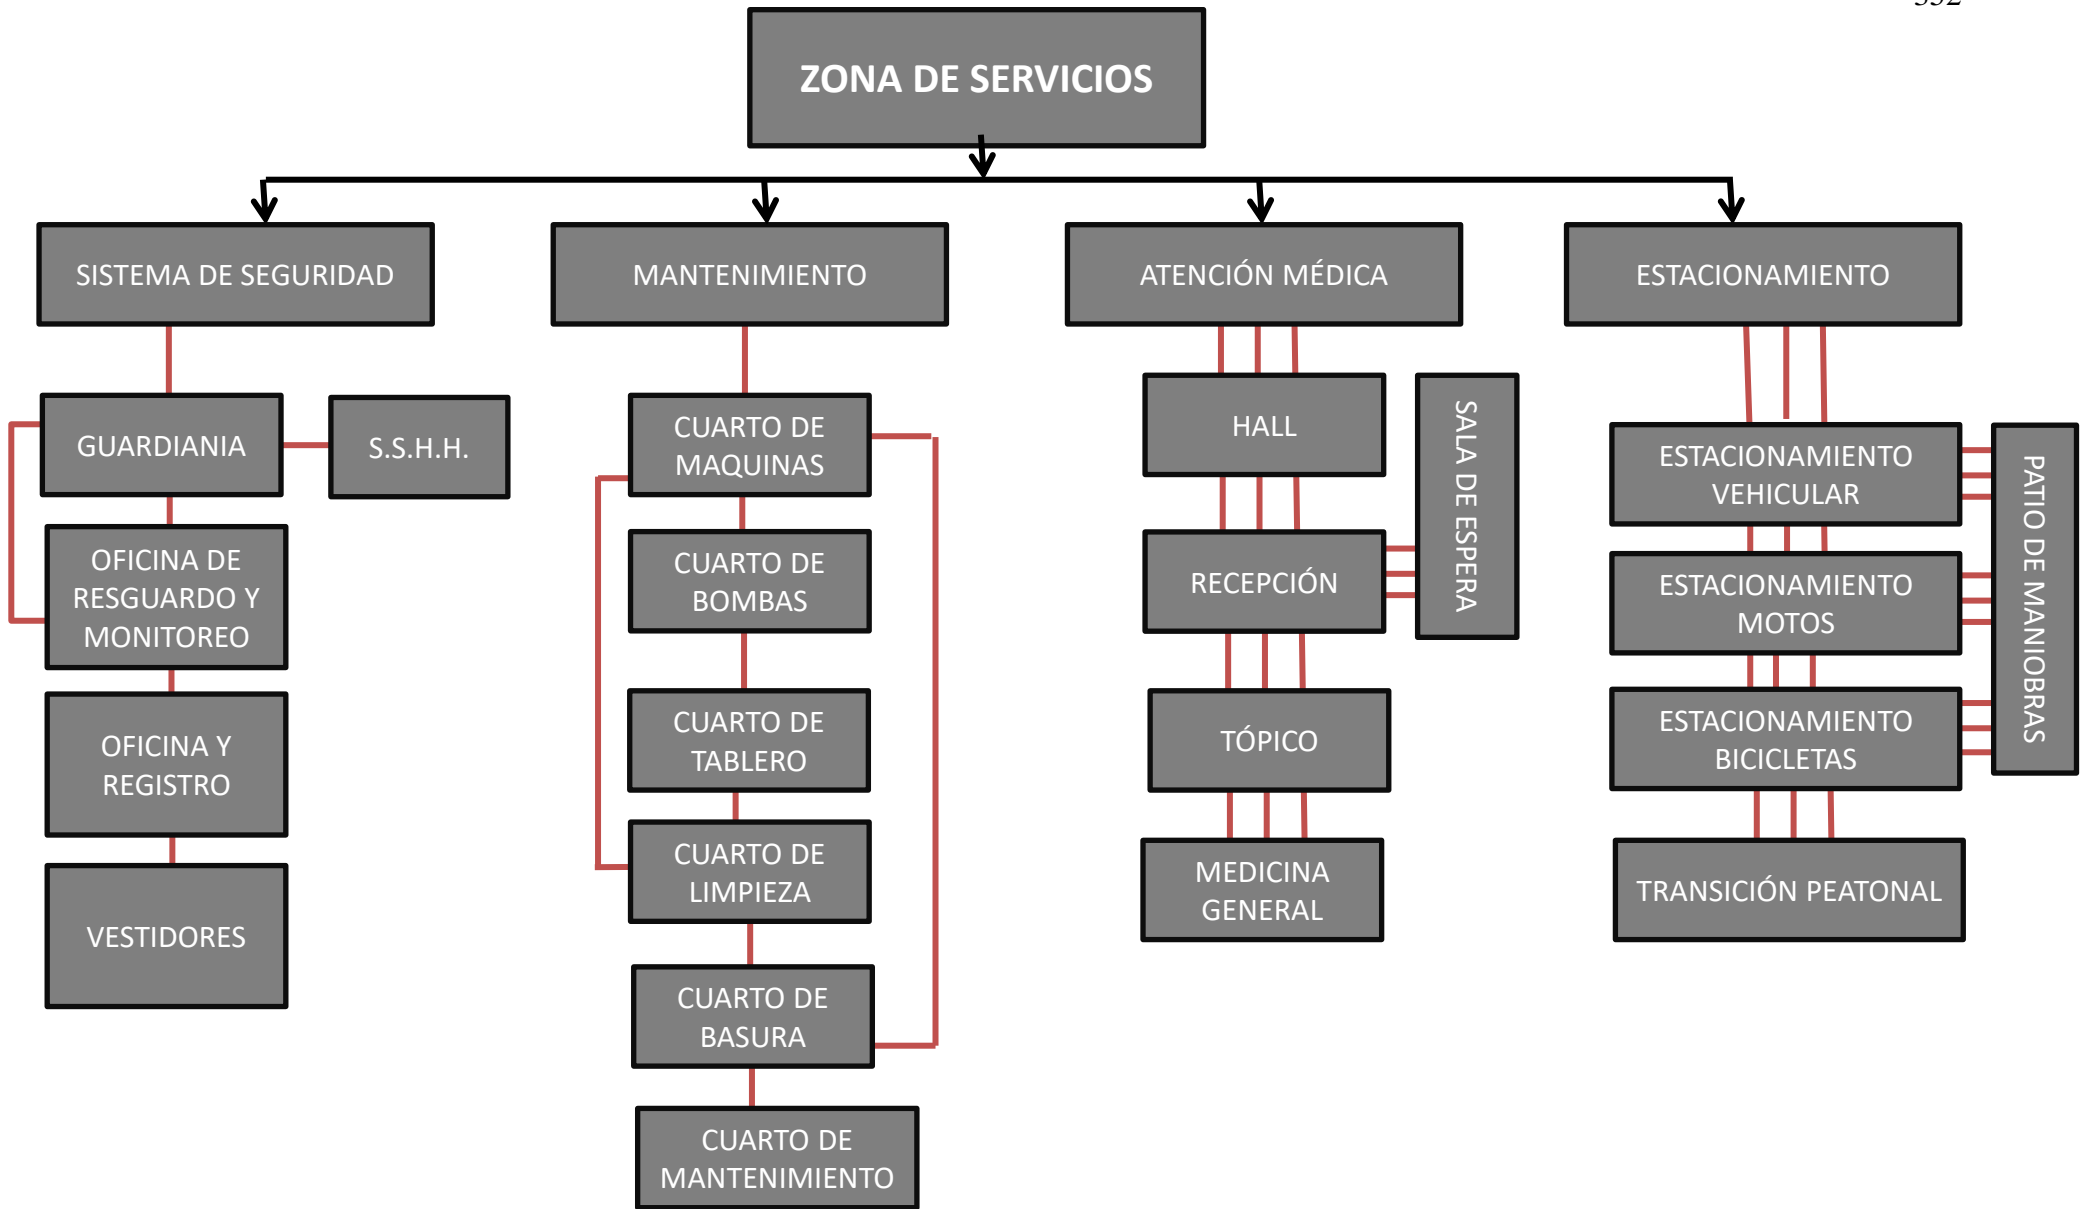 ZONA DE SERVICIOS
SISTEMA DE SEGURIDAD
GUARDIANIA
S.S.H.H.
OFICINA DE
RESGUARDO Y
MONITOREO
OFICINA Y
REGISTRO
VESTIDORES
MANTENIMIENTO
CUARTO DE
MAQUINAS
CUARTO DE
BOMBAS
CUARTO DE
TABLERO
CUARTO DE
LIMPIEZA
CUARTO DE
BASURA
CUARTO DE
MANTENIMIENTO
ATENCIÓN MÉDICA
HALL
RECEPCIÓN
SALA DE ESPERA
TÓPICO
MEDICINA
GENERAL
ESTACIONAMIENTO
ESTACIONAMIENTO
VEHICULAR
ESTACIONAMIENTO
MOTOS
ESTACIONAMIENTO
BICICLETAS
PATIO DE MANIOBRAS
TRANSICIÓN PEATONAL